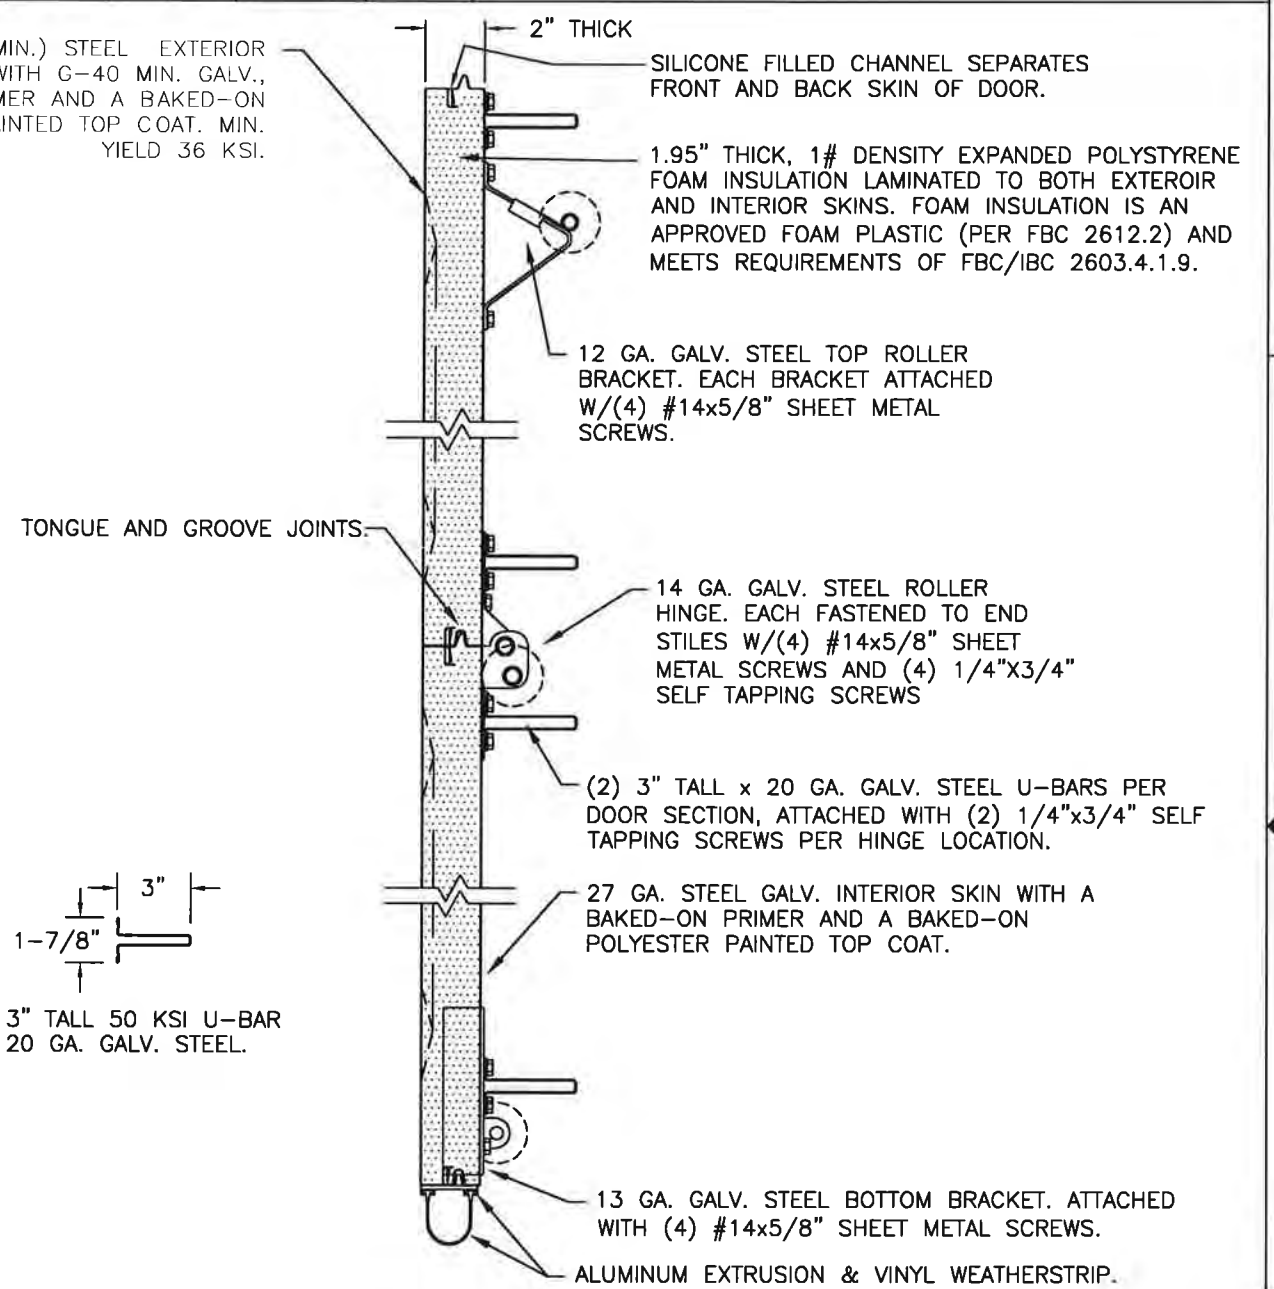 2" THICK
MIN.) STEEL EXTERIOR
WITH G-40 MIN. GALV.,
MER AND A BAKED-ON
INTED TOP COAT. MIN.
YIELD 36 KSI.
SILICONE FILLED CHANNEL SEPARATES
FRONT AND BACK SKIN OF DOOR.
1.95" THICK, 1# DENSITY EXPANDED POLYSTYRENE
FOAM INSULATION LAMINATED TO BOTH EXTEROIR
AND INTERIOR SKINS. FOAM INSULATION IS AN
APPROVED FOAM PLASTIC (PER FBC 2612.2) AND
MEETS REQUIREMENTS OF FBC/IBC 2603.4.1.9.
12 GA. GALV. STEEL TOP ROLLER
BRACKET. EACH BRACKET ATTACHED
W/(4) #14x5/8" SHEET METAL
SCREWS.
TONGUE AND GROOVE JOINTS.
14 GA. GALV. STEEL ROLLER
HINGE. EACH FASTENED TO END
STILES W/(4) #14x5/8" SHEET
METAL SCREWS AND (4) 1/4"X3/4"
SELF TAPPING SCREWS
(2) 3" TALL x 20 GA. GALV. STEEL U-BARS PER
DOOR SECTION, ATTACHED WITH (2) 1/4"x3/4" SELF
TAPPING SCREWS PER HINGE LOCATION.
27 GA. STEEL GALV. INTERIOR SKIN WITH A
BAKED-ON PRIMER AND A BAKED-ON
POLYESTER PAINTED TOP COAT.
3"
1-7/8"
3" TALL 50 KSI U-BAR
20 GA. GALV. STEEL.
13 GA. GALV. STEEL BOTTOM BRACKET. ATTACHED
WITH (4) #14x5/8" SHEET METAL SCREWS.
ALUMINUM EXTRUSION & VINYL WEATHERSTRIP.